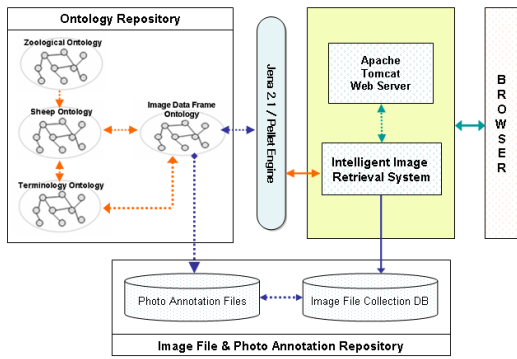 Ontology Repository
Zoological Ontology
Sheep Ontology
Image Data Frame
Ontology
Terminology Ontology
Jena 2.1 / Pellet Engine
Apache
Tomcat
Web Server
Intelligent Image
Retrieval System
BROWSER
Photo Annotation Files
Image File Collection DB
Image File & Photo Annotation Repository